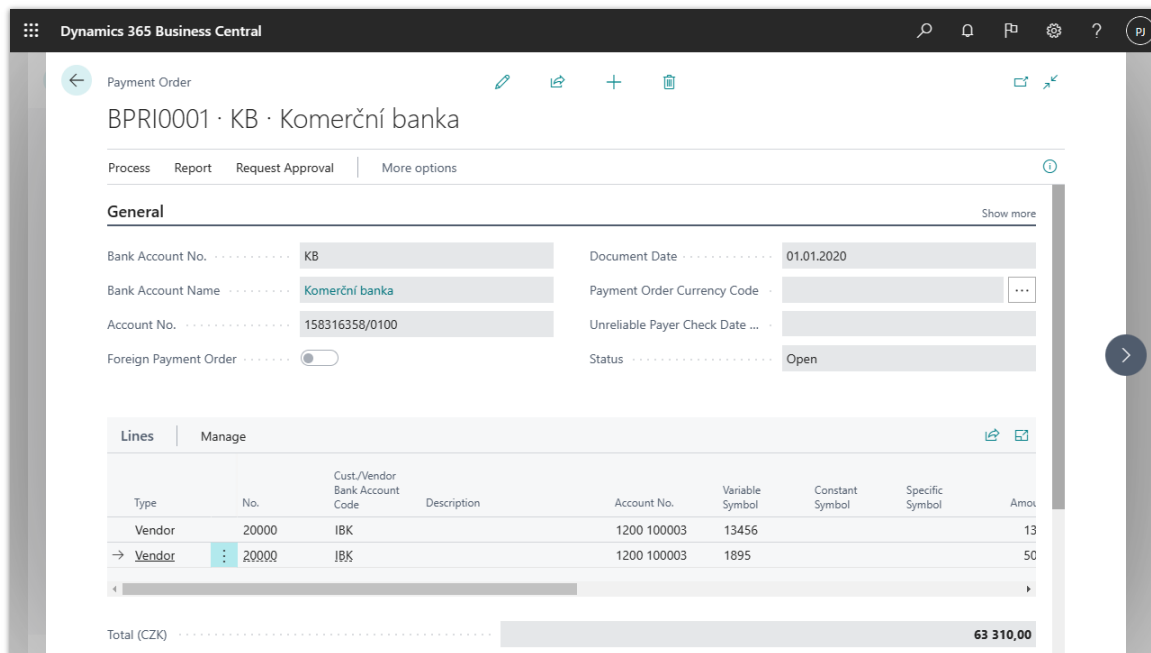 Dynamics 365 Business Central
?
PJ
Payment Order
BPRI0001 · KB · Komerční banka
Process Report Request Approval More options
General Show more
Bank Account No. KB Document Date 01.01.2020
Bank Account Name Komerční banka Payment Order Currency Code ...
Account No. 158316358/0100 Unreliable Payer Check Date ...
Foreign Payment Order Status Open
Lines Manage
Cust./Vendor
Bank Account Variable Constant Specific
Type No. Code Description Account No. Symbol Symbol Symbol Amou
Vendor 20000 IBK 1200 100003 13456 13
Vendor 20000 IBK 1200 100003 1895 50
Total (CZK) 63 310,00